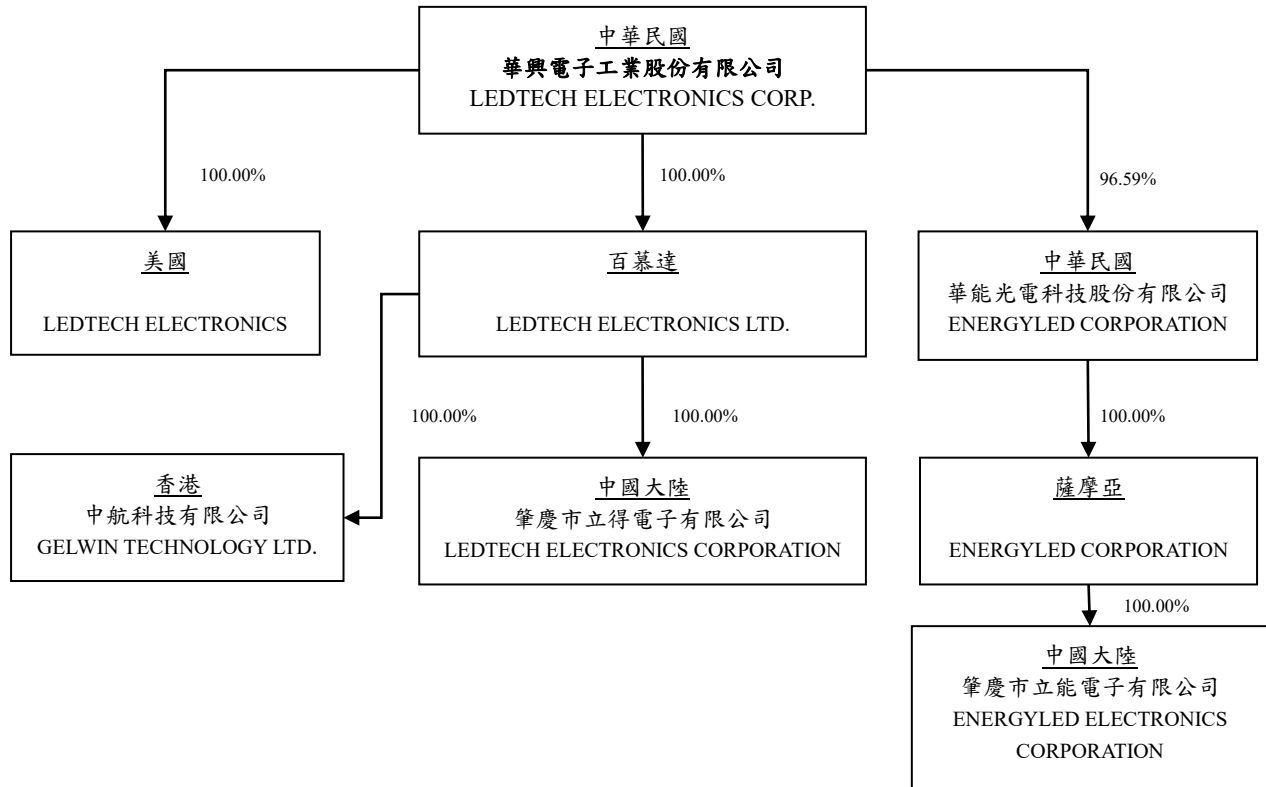 中華民國
華興電子工業股份有限公司
LEDTECH ELECTRONICS CORP.
100.00%
100.00%
96.59%
美國
LEDTECH ELECTRONICS
百慕達
LEDTECH ELECTRONICS LTD.
中華民國
華能光電科技股份有限公司
ENERGYLED CORPORATION
100.00%
100.00%
100.00%
香港
中航科技有限公司
GELWIN TECHNOLOGY LTD.
中國大陸
肇慶市立得電子有限公司
LEDTECH ELECTRONICS CORPORATION
薩摩亞
ENERGYLED CORPORATION
100.00%
中國大陸
肇慶市立能電子有限公司
ENERGYLED ELECTRONICS
CORPORATION